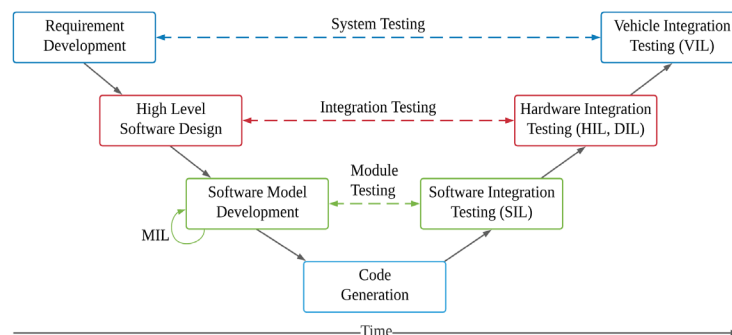 Requirement
Development
System Testing
Vehicle Integration
Testing (VIL)
High Level
Software Design
Integration Testing
Hardware Integration
Testing (HIL, DIL)
Software Model
Development
Module
Testing
Software Integration
Testing (SIL)
MIL
Code
Generation
Time